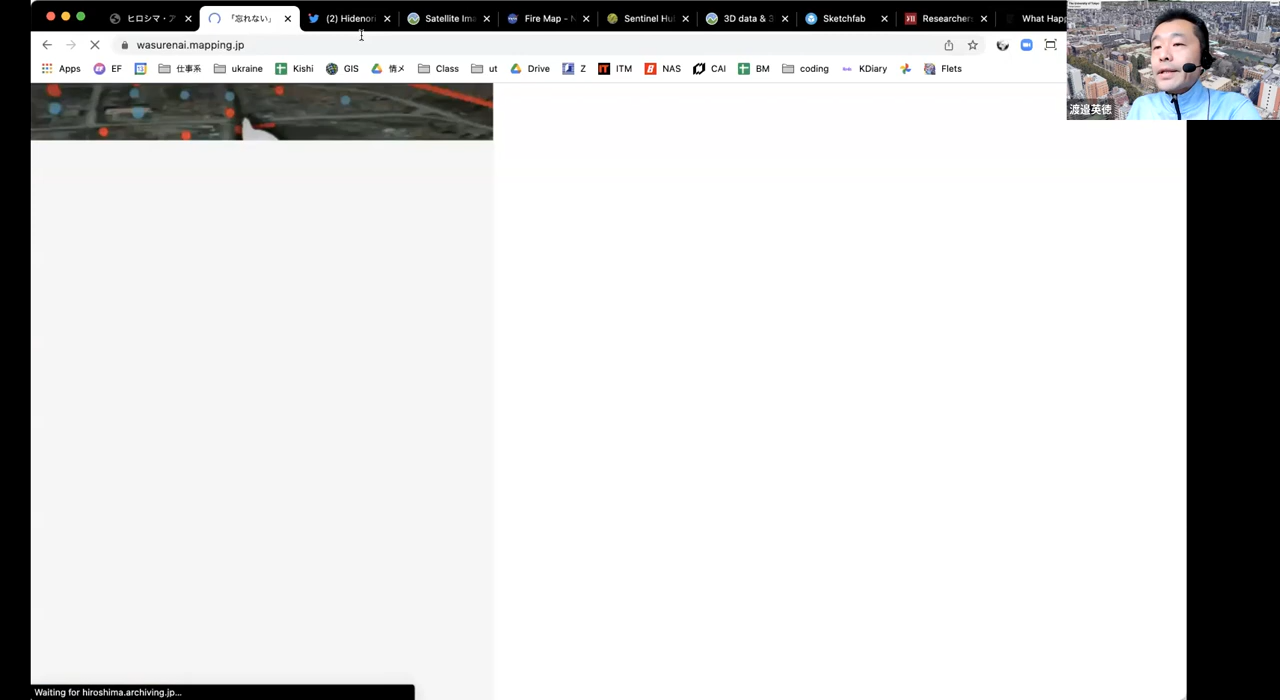 ヒロシマ・ア
「忘れない」
(2) Hidenori
Satellite Ima
Fire Map - N
Sentinel Hu
3D data & 3
Sketchfab
Researcher
What Happ
wasurenai.mapping.jp
Apps
EF
仕事系
ukraine
Kishi
GIS
情メ
Class
ut
Drive
Z
ITM
NAS
CAI
BM
coding
KDiary
Flets
渡邉英徳
Waiting for hiroshima.archiving.jp...